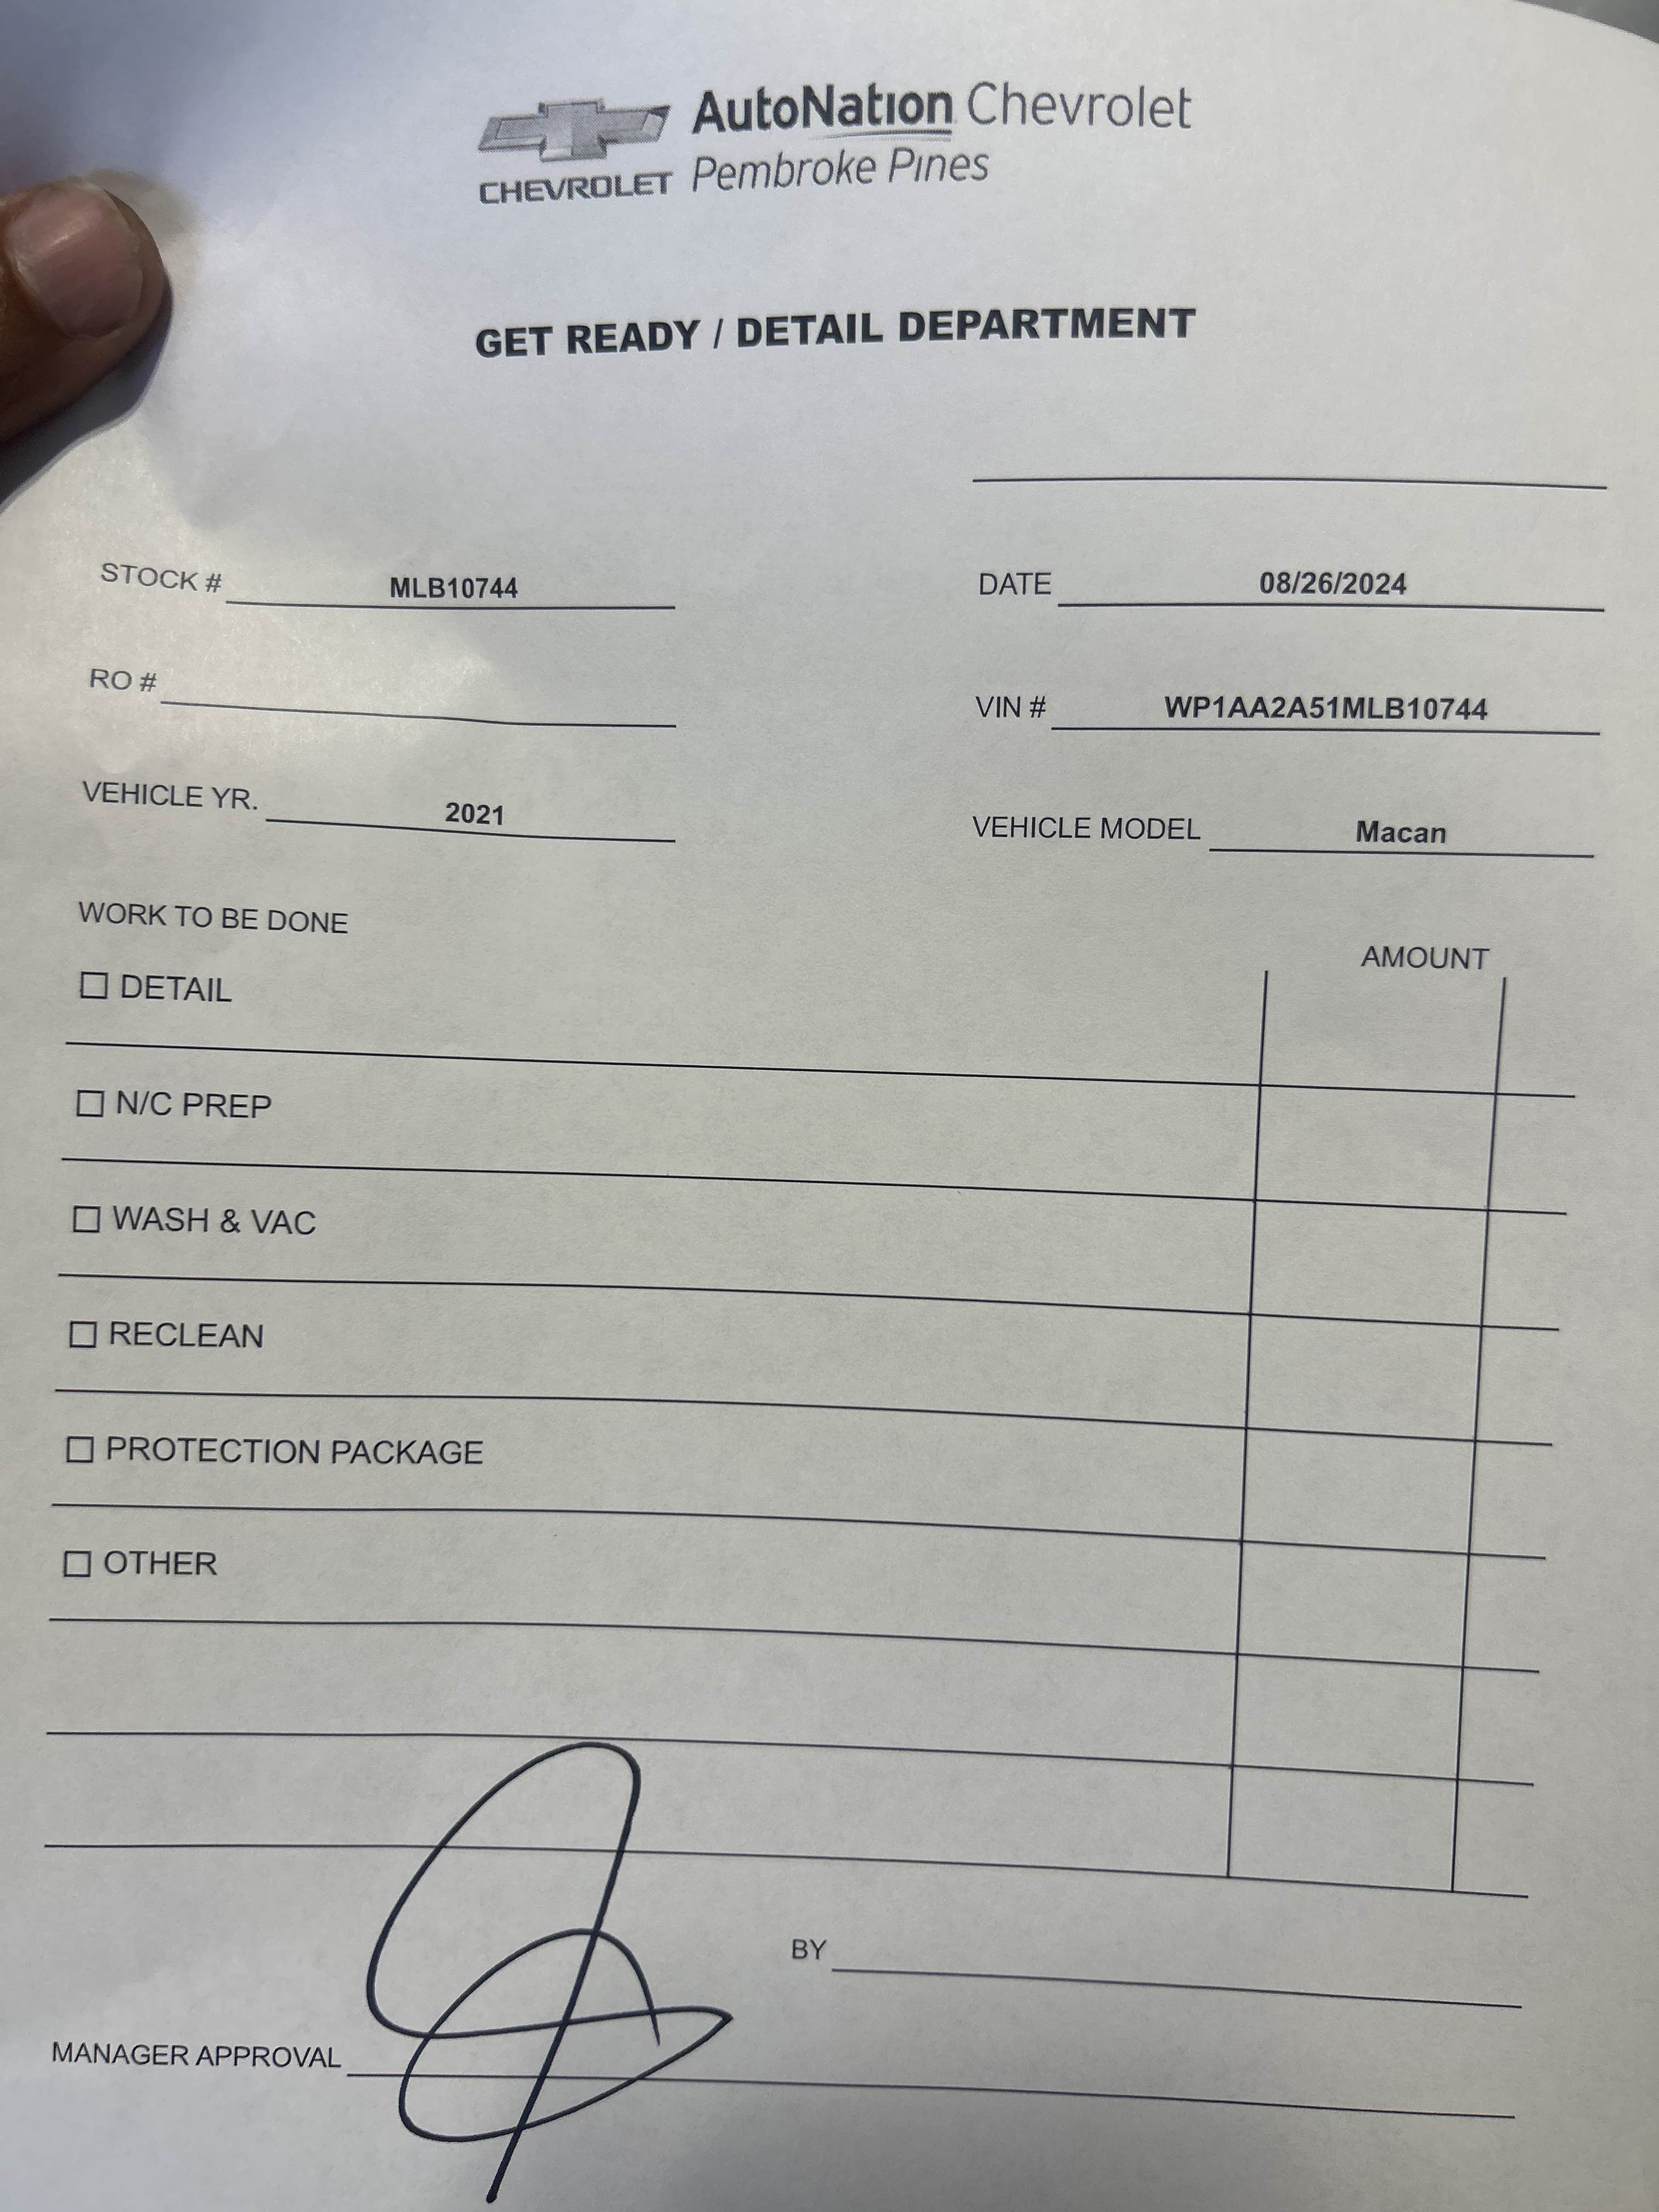 AutoNation Chevrolet
CHEVROLET Pembroke Pines
GET READY / DETAIL DEPARTMENT
STOCK # MLB10744 DATE 08/26/2024
RO # VIN # WP1AA2A51MLB10744
VEHICLE YR. 2021 VEHICLE MODEL Macan
WORK TO BE DONE
AMOUNT
DETAIL
N/C PREP
WASH & VAC
RECLEAN
PROTECTION PACKAGE
OTHER
BY
MANAGER APPROVAL